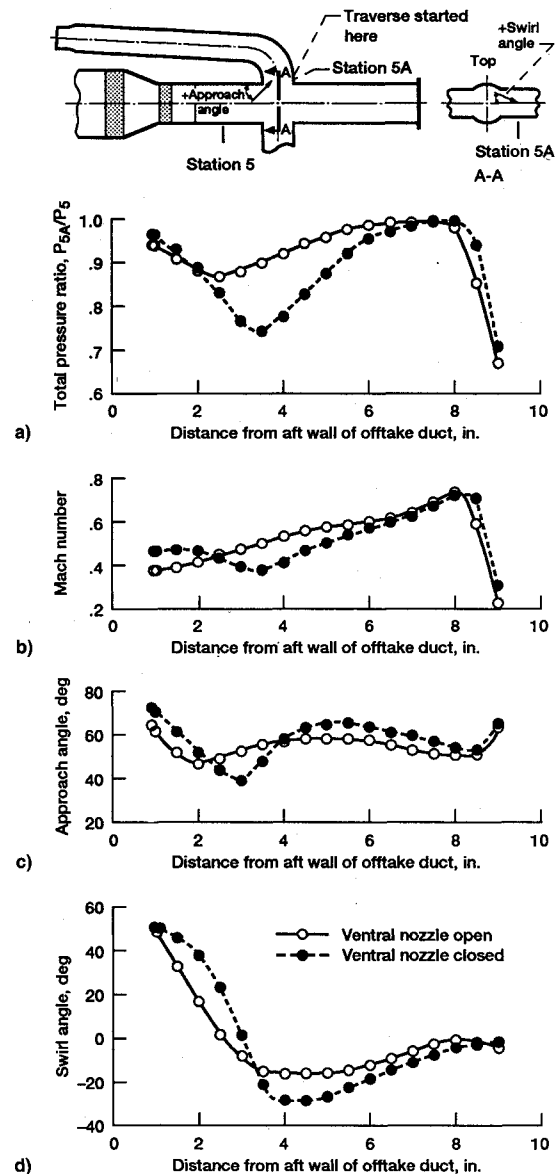 Traverse started
here
+Swirl
angle
A
Station 5A
Top
+Approach
angle
A
Station 5
Station 5A
A-A
Total pressure ratio, P5A/P5
1.0
.9
.8
.7
.6
0 2 4 6 8 10
a)
Distance from aft wall of offtake duct, in.
Mach number
.8
.6
.4
.2
0 2 4 6 8 10
b)
Distance from aft wall of offtake duct, in.
Approach angle, deg
80
60
40
20
0 2 4 6 8 10
c)
Distance from aft wall of offtake duct, in.
Swirl angle, deg
60
40
20
0
−20
−40
Ventral nozzle open
Ventral nozzle closed
0 2 4 6 8 10
d)
Distance from aft wall of offtake duct, in.